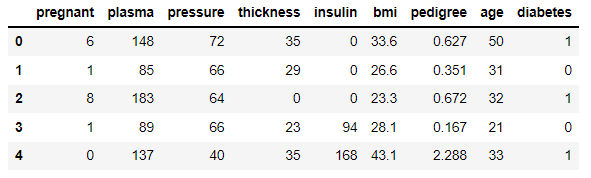 pregnant plasma pressure thickness insulin bmi pedigree age diabetes
0 6 148 72 35 0 33.6 0.627 50 1
1 1 85 66 29 0 26.6 0.351 31 0
2 8 183 64 0 0 23.3 0.672 32 1
3 1 89 66 23 94 28.1 0.167 21 0
4 0 137 40 35 168 43.1 2.288 33 1